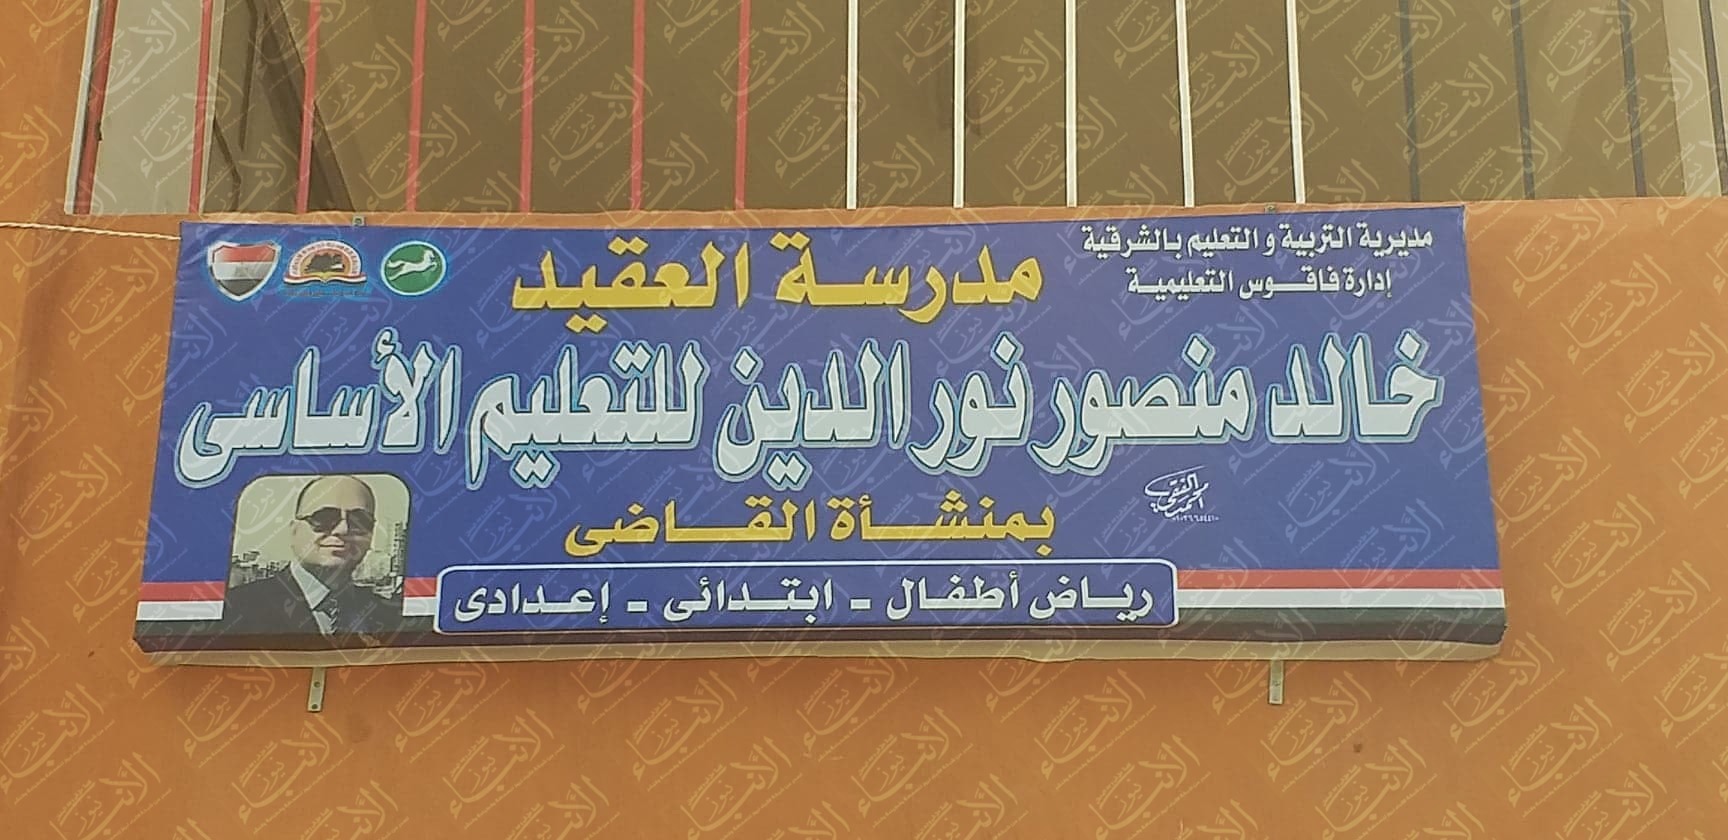 مديرية التربية و التعليم بالشرقية
إدارة فاقوس التعليمية
مدرسة العقيد
خالد منصور نور الدين للتعليم الأساسى
بمنشأة القاضى
رياض أطفال - ابتدائى - إعدادى